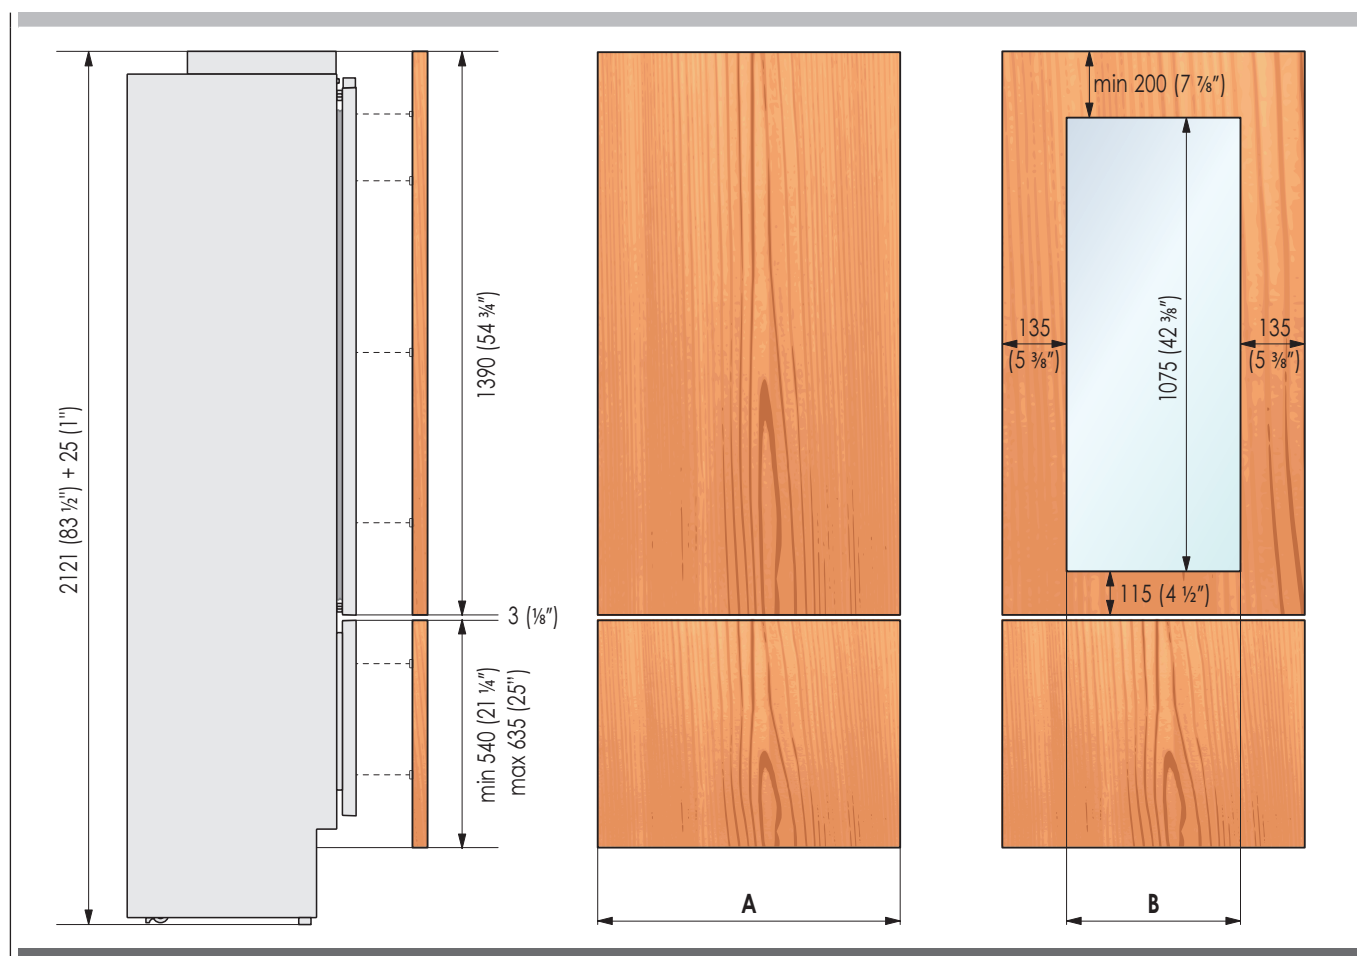 2121 (83 ½") + 25 (1")
1390 (54 ¾")
3 (⅛")
min 540 (21 ¼")
max 635 (25")
A
min 200 (7 ⅞")
135
(5 ⅜")
1075 (42 ⅜")
135
(5 ⅜")
115 (4 ½")
B